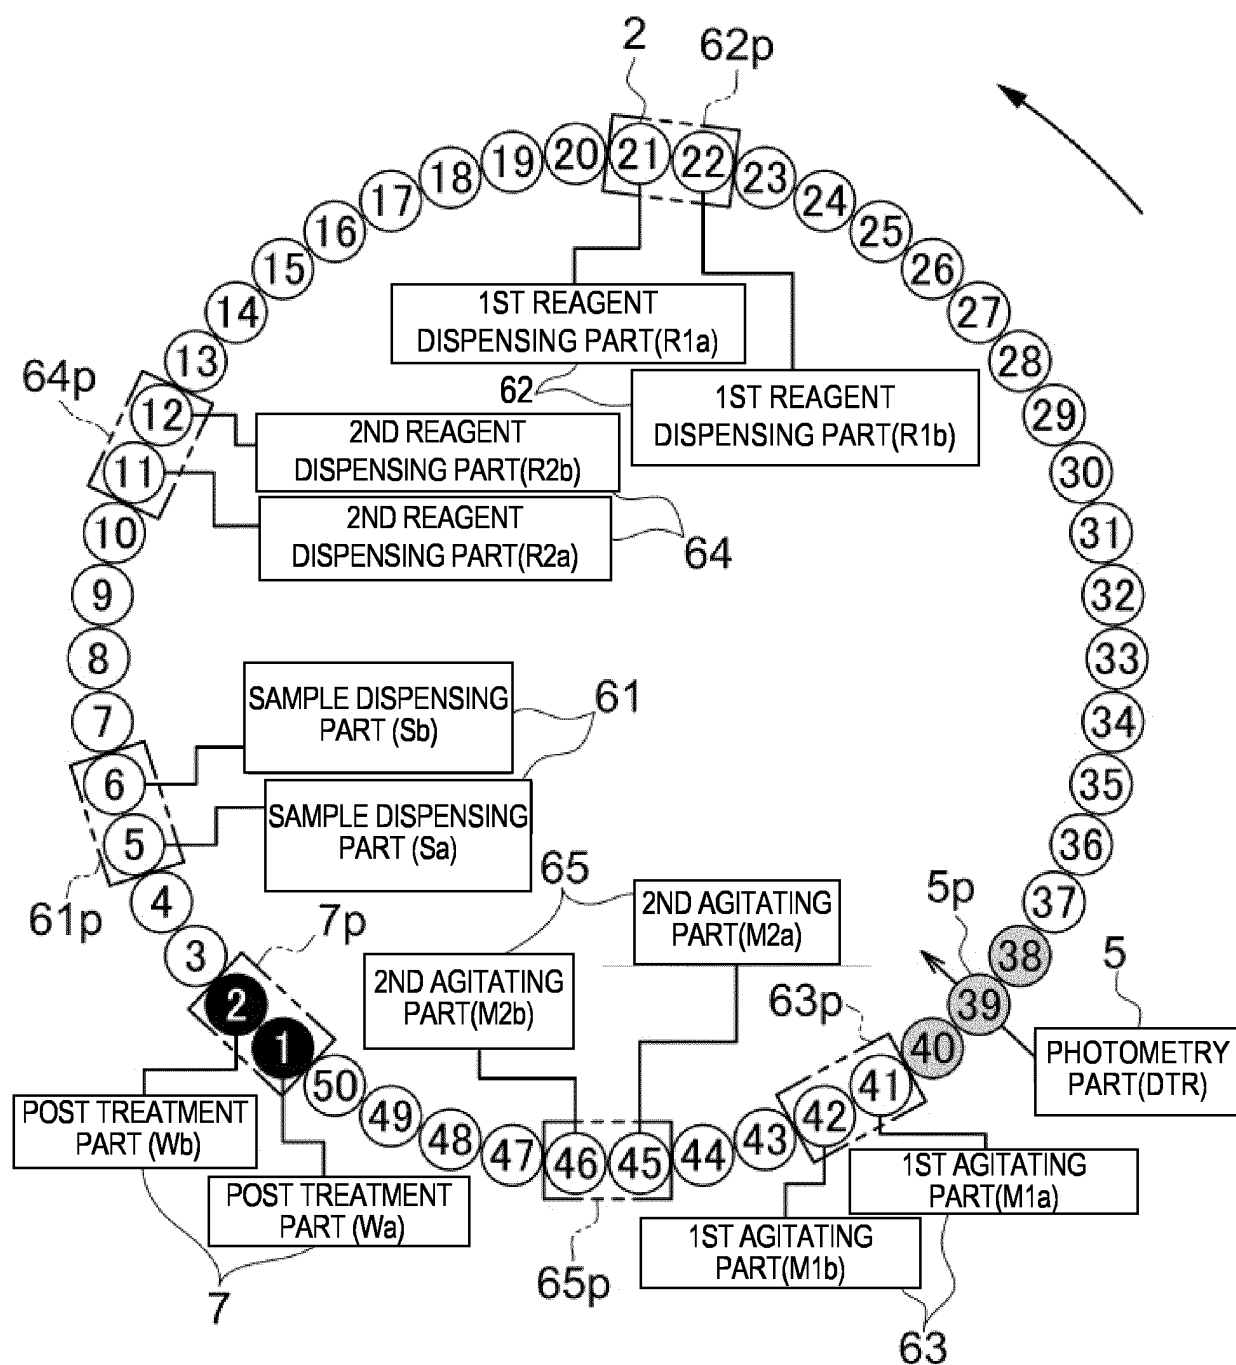 2
62p
20
21
22
19
23
18
24
17
25
16
26
15
27
14
28
13
29
12
30
11
31
10
32
9
33
8
34
7
35
6
36
5
37
4
38
3
39
2
40
1
41
50
42
49
43
48
44
47
46
45
1ST REAGENT
DISPENSING PART(R1a)
62
1ST REAGENT
DISPENSING PART(R1b)
64p
2ND REAGENT
DISPENSING PART(R2b)
2ND REAGENT
DISPENSING PART(R2a)
64
SAMPLE DISPENSING
PART (Sb)
61
SAMPLE DISPENSING
PART (Sa)
61p
7p
65
2ND AGITATING
PART(M2a)
2ND AGITATING
PART(M2b)
5p
5
63p
PHOTOMETRY
PART(DTR)
POST TREATMENT
PART (Wb)
POST TREATMENT
PART (Wa)
7
65p
1ST AGITATING
PART(M1a)
1ST AGITATING
PART(M1b)
63